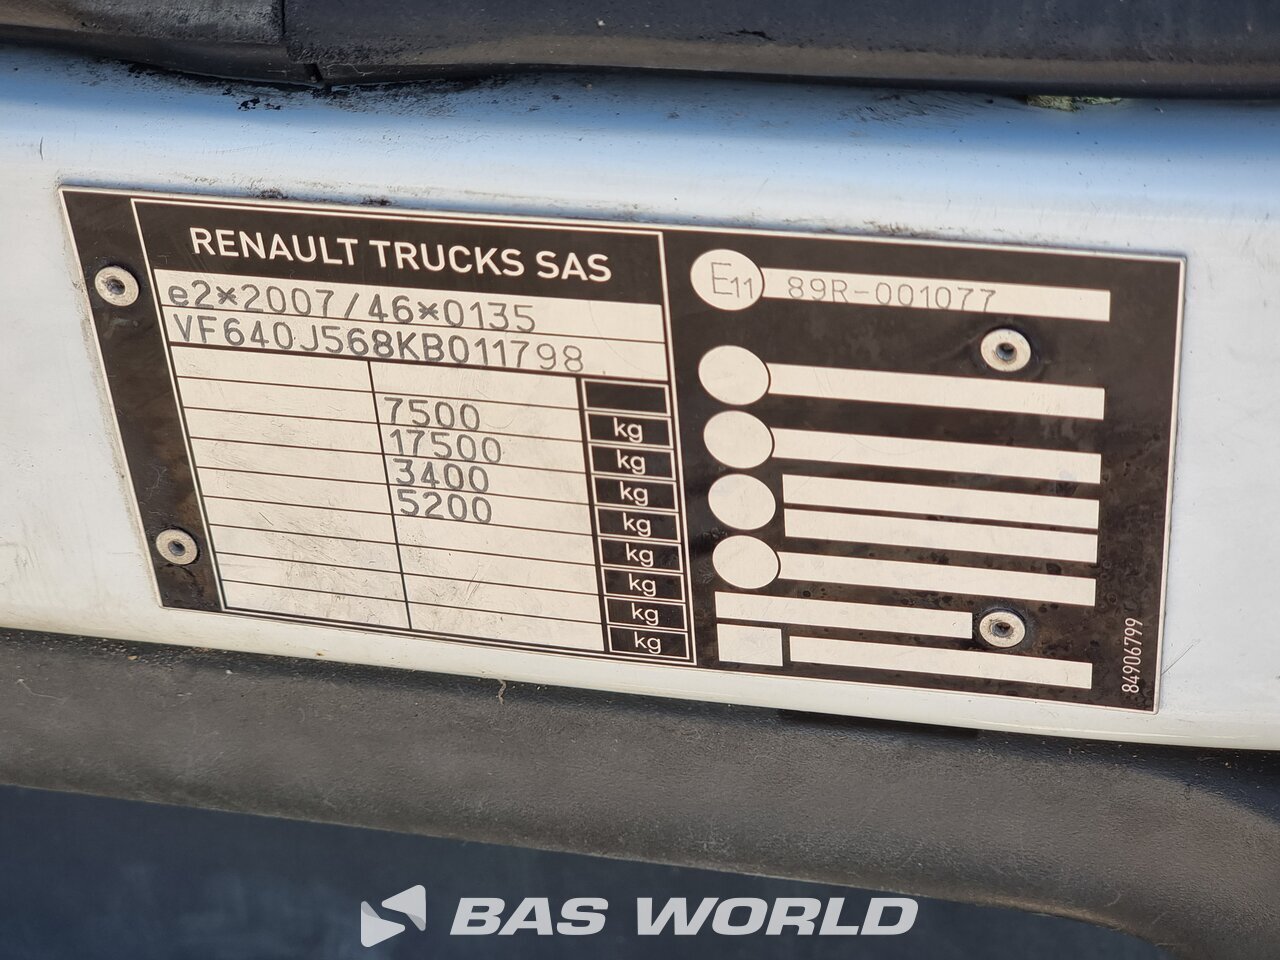 RENAULT TRUCKS SAS
e2*2007/46*0135
VF640J568KB011798
7500 kg
17500 kg
3400 kg
5200 kg
kg
kg
kg
kg
E11 89R-001077
84906799
BAS WORLD